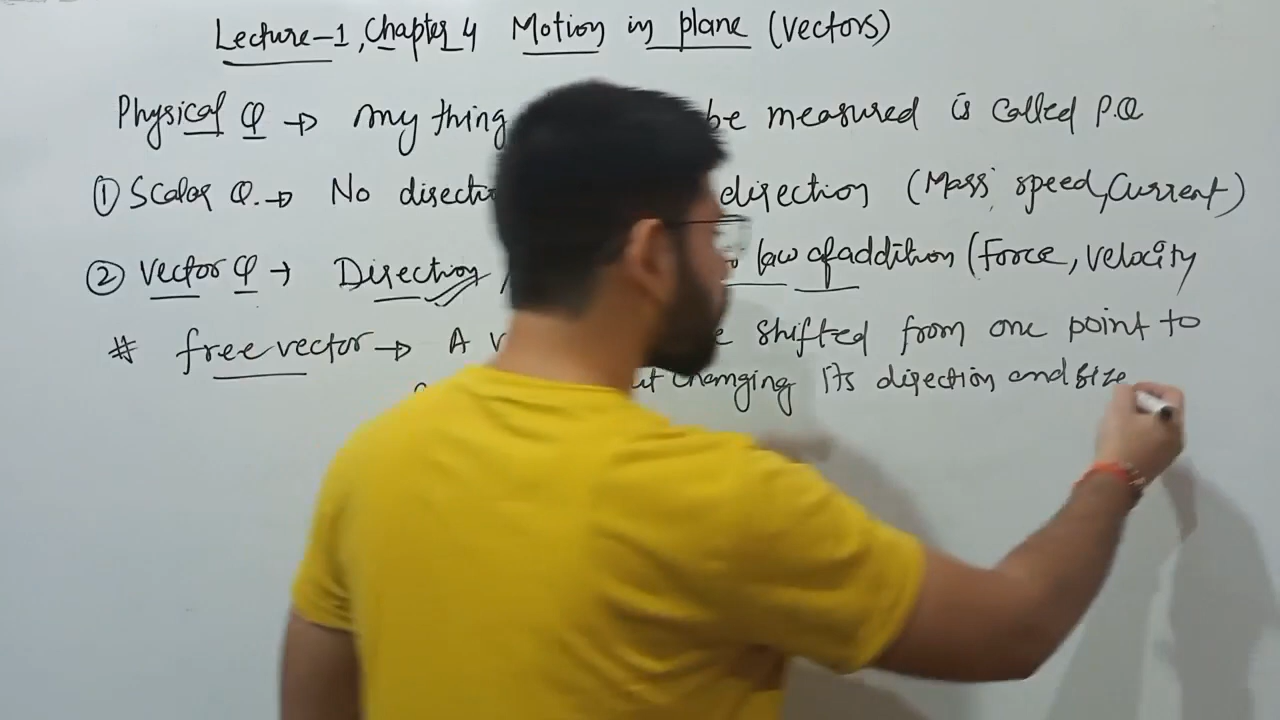 Lecture-1, Chapter 4 Motion in plane (vectors)
Physical Q → Any thing be measured is called P.Q
① Scalar Q. → No direction direction (Mass, speed, Current)
② Vector Q → Direction, law of addition (Force, velocity
# free vector → A shifted from one point to
changing its direction and size